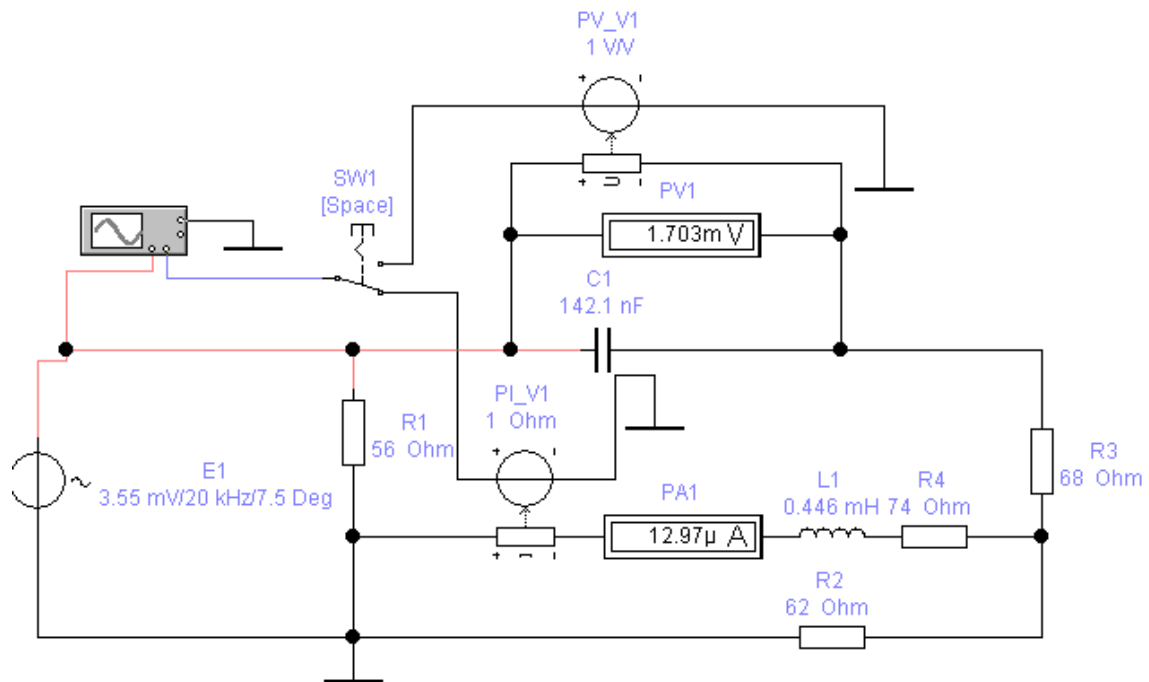 PV_V1
1 V/V
SW1
[Space]
PV1
1.703m V
C1
142.1 nF
PI_V1
1 Ohm
R1
56 Ohm
E1
3.55 mV/20 kHz/7.5 Deg
PA1
12.97µ A
L1
0.446 mH
R4
74 Ohm
R3
68 Ohm
R2
62 Ohm